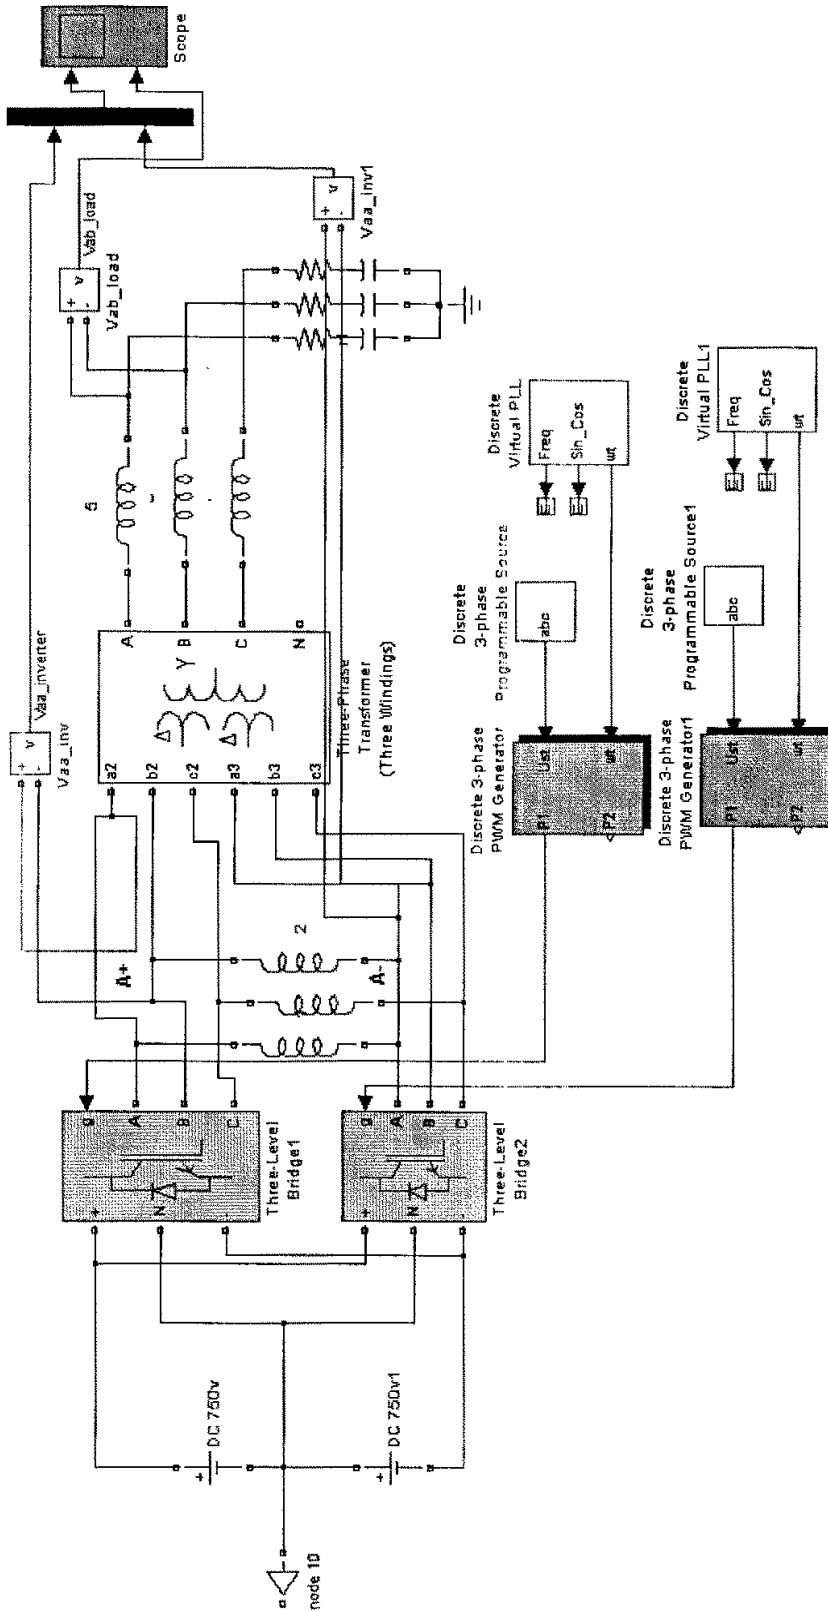 node 10
DC 750v
DC 750v1
+
+
+
N
-
g
A
B
C
Three-Level
Bridge1
+
N
-
g
A
B
C
Three-Level
Bridge2
A+
A-
2
Vaa_inverter
+
-
v
Vaa_inv
a2
b2
c2
a3
b3
c3
Δ
Δ
Y
A
B
C
N
Three-Phase
Transformer
(Three Windings)
5
Vab_load
+
-
v
Vab_load
+
-
v
Vaa_inv1
Scope
Discrete 3-phase
PWM Generator
P1
P2
Ust
wt
Discrete
3-phase
Programmable Source
abc
Discrete
Virtual PLL
Freq
Sin_Cos
wt
Discrete 3-phase
PWM Generator1
P1
P2
Ust
wt
Discrete
3-phase
Programmable Source1
abc
Discrete
Virtual PLL1
Freq
Sin_Cos
wt